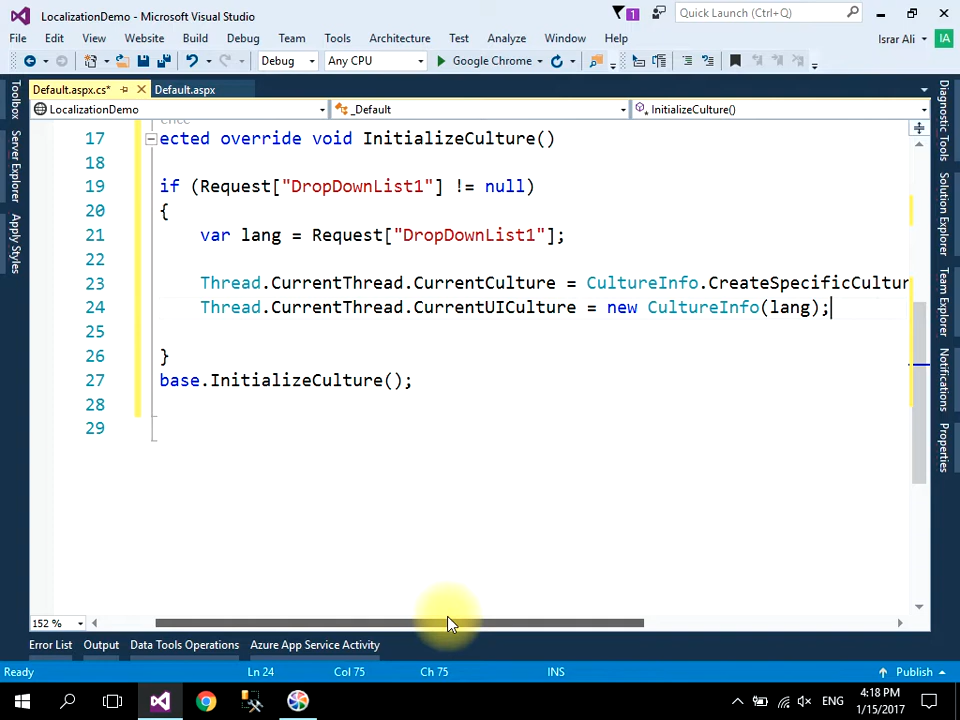 LocalizationDemo - Microsoft Visual Studio
1
Quick Launch (Ctrl+Q)
File Edit View Website Build Debug Team Tools Architecture Test Analyze Window Help
Israr Ali IA
Debug Any CPU Google Chrome
Default.aspx.cs* Default.aspx
LocalizationDemo _Default InitializeCulture()
17 ected override void InitializeCulture()
18
19 if (Request["DropDownList1"] != null)
20 {
21 var lang = Request["DropDownList1"];
22
23 Thread.CurrentThread.CurrentCulture = CultureInfo.CreateSpecificCultur
24 Thread.CurrentThread.CurrentUICulture = new CultureInfo(lang);
25
26 }
27 base.InitializeCulture();
28
29
Toolbox
Server Explorer
Apply Styles
Diagnostic Tools
Solution Explorer
Team Explorer
Notifications
Properties
152 %
Error List Output Data Tools Operations Azure App Service Activity
Ready Ln 24 Col 75 Ch 75 INS Publish
ENG
4:18 PM
1/15/2017